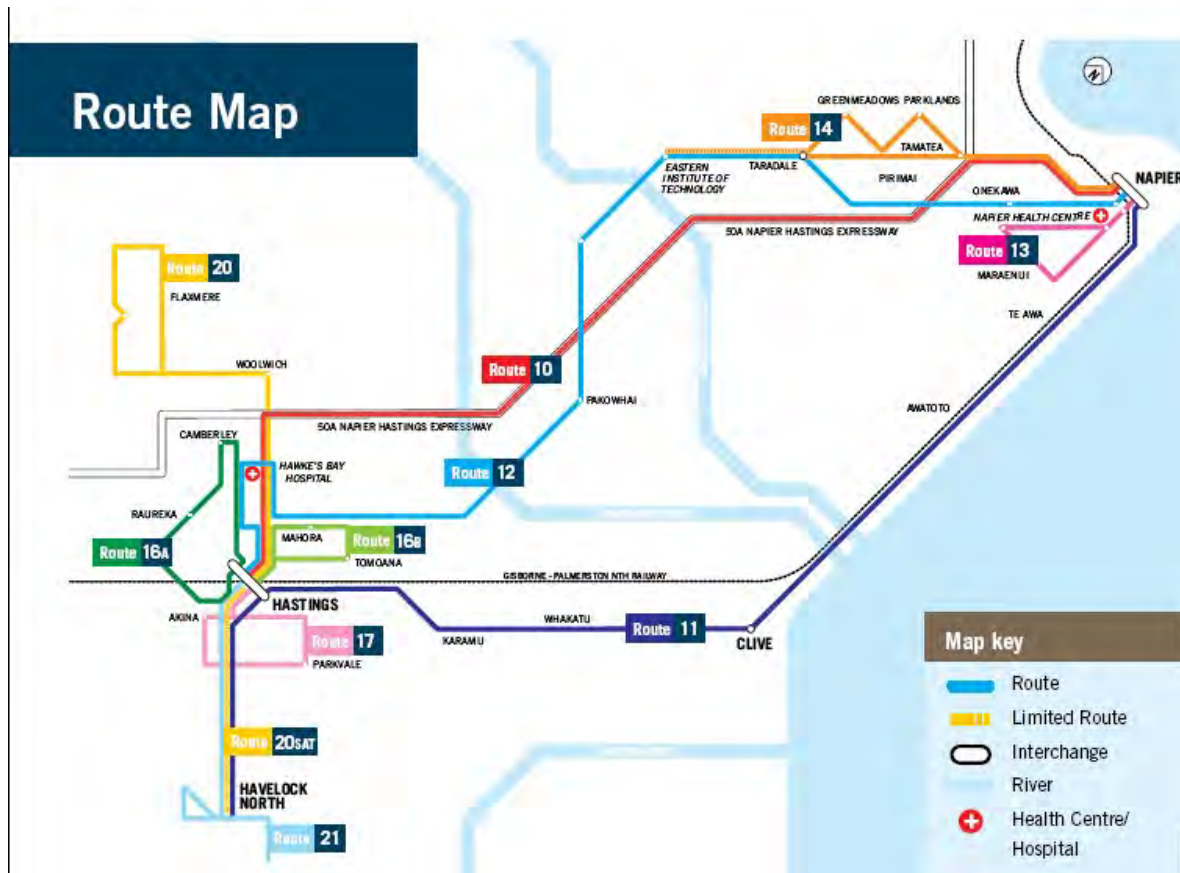 Route Map
GREENMEADOWS PARKLANDS
Route 14
TAMATEA
EASTERN
INSTITUTE OF
TECHNOLOGY
TARADALE
PIRIMAI
NAPIER
ONEKAWA
NAPIER HEALTH CENTRE
50A NAPIER HASTINGS EXPRESSWAY
Route 13
MARAENUI
Route 20
FLAXMERE
TE AWA
WOOLWICH
Route 10
PAKOWHAI
AWATOTO
50A NAPIER HASTINGS EXPRESSWAY
CAMBERLEY
HAWKE'S BAY
HOSPITAL
Route 12
RAUREKA
MAHORA
Route 16B
Route 16A
TOMOANA
GISBORNE - PALMERSTON NTH RAILWAY
HASTINGS
AKINA
WHAKATU
Route 11
Route 17
KARAMU
CLIVE
PARKVALE
Route 20SAT
HAVELOCK
NORTH
Route 21
Map key
Route
Limited Route
Interchange
River
Health Centre/
Hospital
N